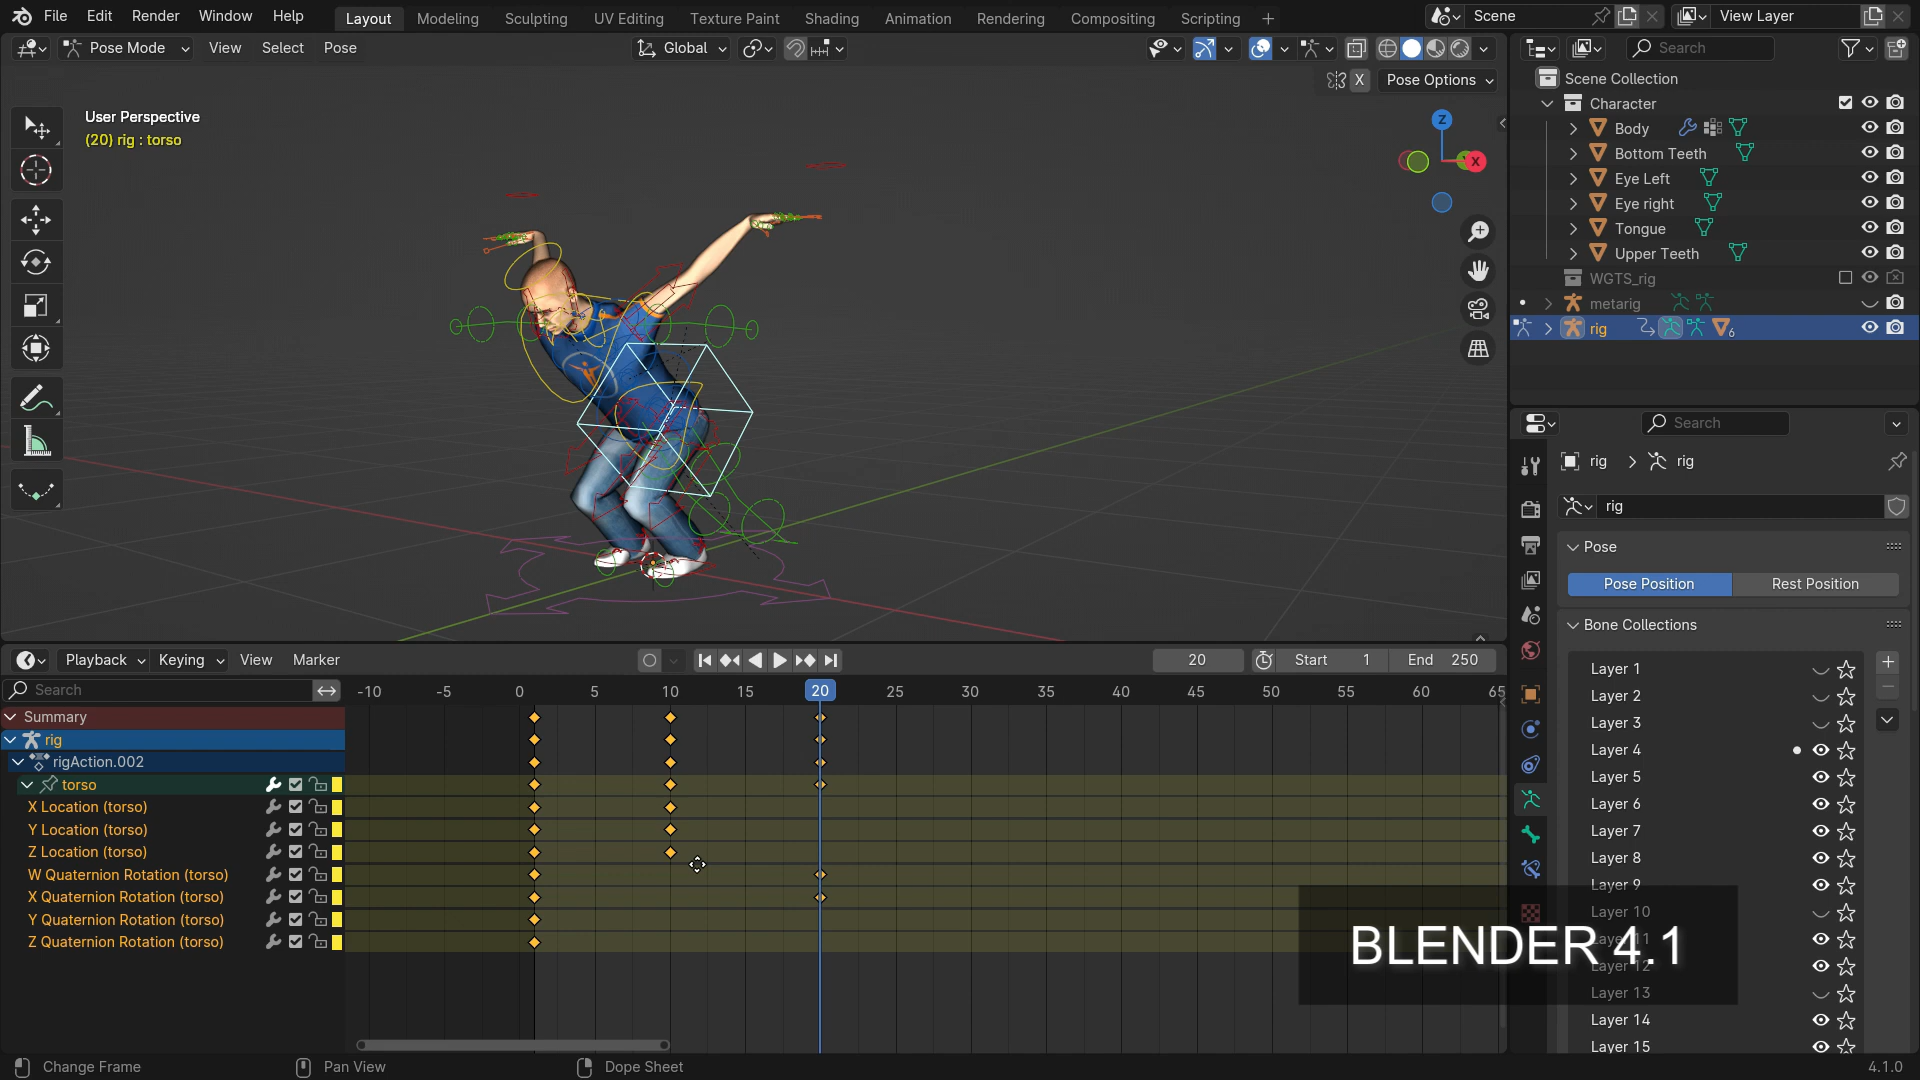 File Edit Render Window Help Layout Modeling Sculpting UV Editing Texture Paint Shading Animation Rendering Compositing Scripting + Scene View Layer
Pose Mode View Select Pose Global Search
X Pose Options
User Perspective
(20) rig : torso
Z
X
Scene Collection
Character
Body
Bottom Teeth
Eye Left
Eye right
Tongue
Upper Teeth
WGTS_rig
metarig
rig 6
Search
rig > rig
rig
Pose
Pose Position Rest Position
Bone Collections
Layer 1
Layer 2
Layer 3
Layer 4
Layer 5
Layer 6
Layer 7
Layer 8
Layer 9
Layer 10
Layer 11
Layer 12
Layer 13
Layer 14
Layer 15
Playback Keying View Marker 20 Start 1 End 250
Search -10 -5 0 5 10 15 20 25 30 35 40 45 50 55 60 65
Summary
rig
rigAction.002
torso
X Location (torso)
Y Location (torso)
Z Location (torso)
W Quaternion Rotation (torso)
X Quaternion Rotation (torso)
Y Quaternion Rotation (torso)
Z Quaternion Rotation (torso)
BLENDER 4.1
Change Frame Pan View Dope Sheet 4.1.0